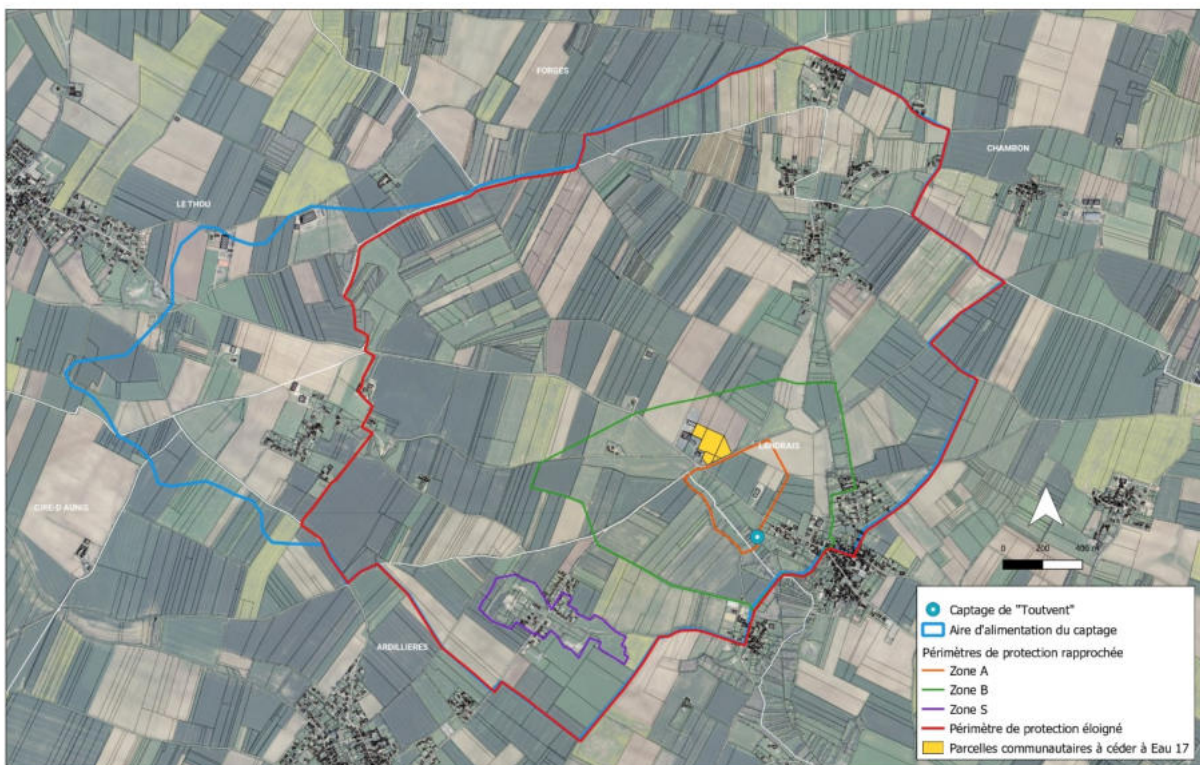 FORGES
CHAMBON
LE THOU
LANDRAIS
CIRE-D'AUNIS
ARDILLIERES
0 200 400 m
Captage de "Toutvent"
Aire d'alimentation du captage
Périmètres de protection rapprochée
Zone A
Zone B
Zone S
Périmètre de protection éloigné
Parcelles communautaires à céder à Eau 17